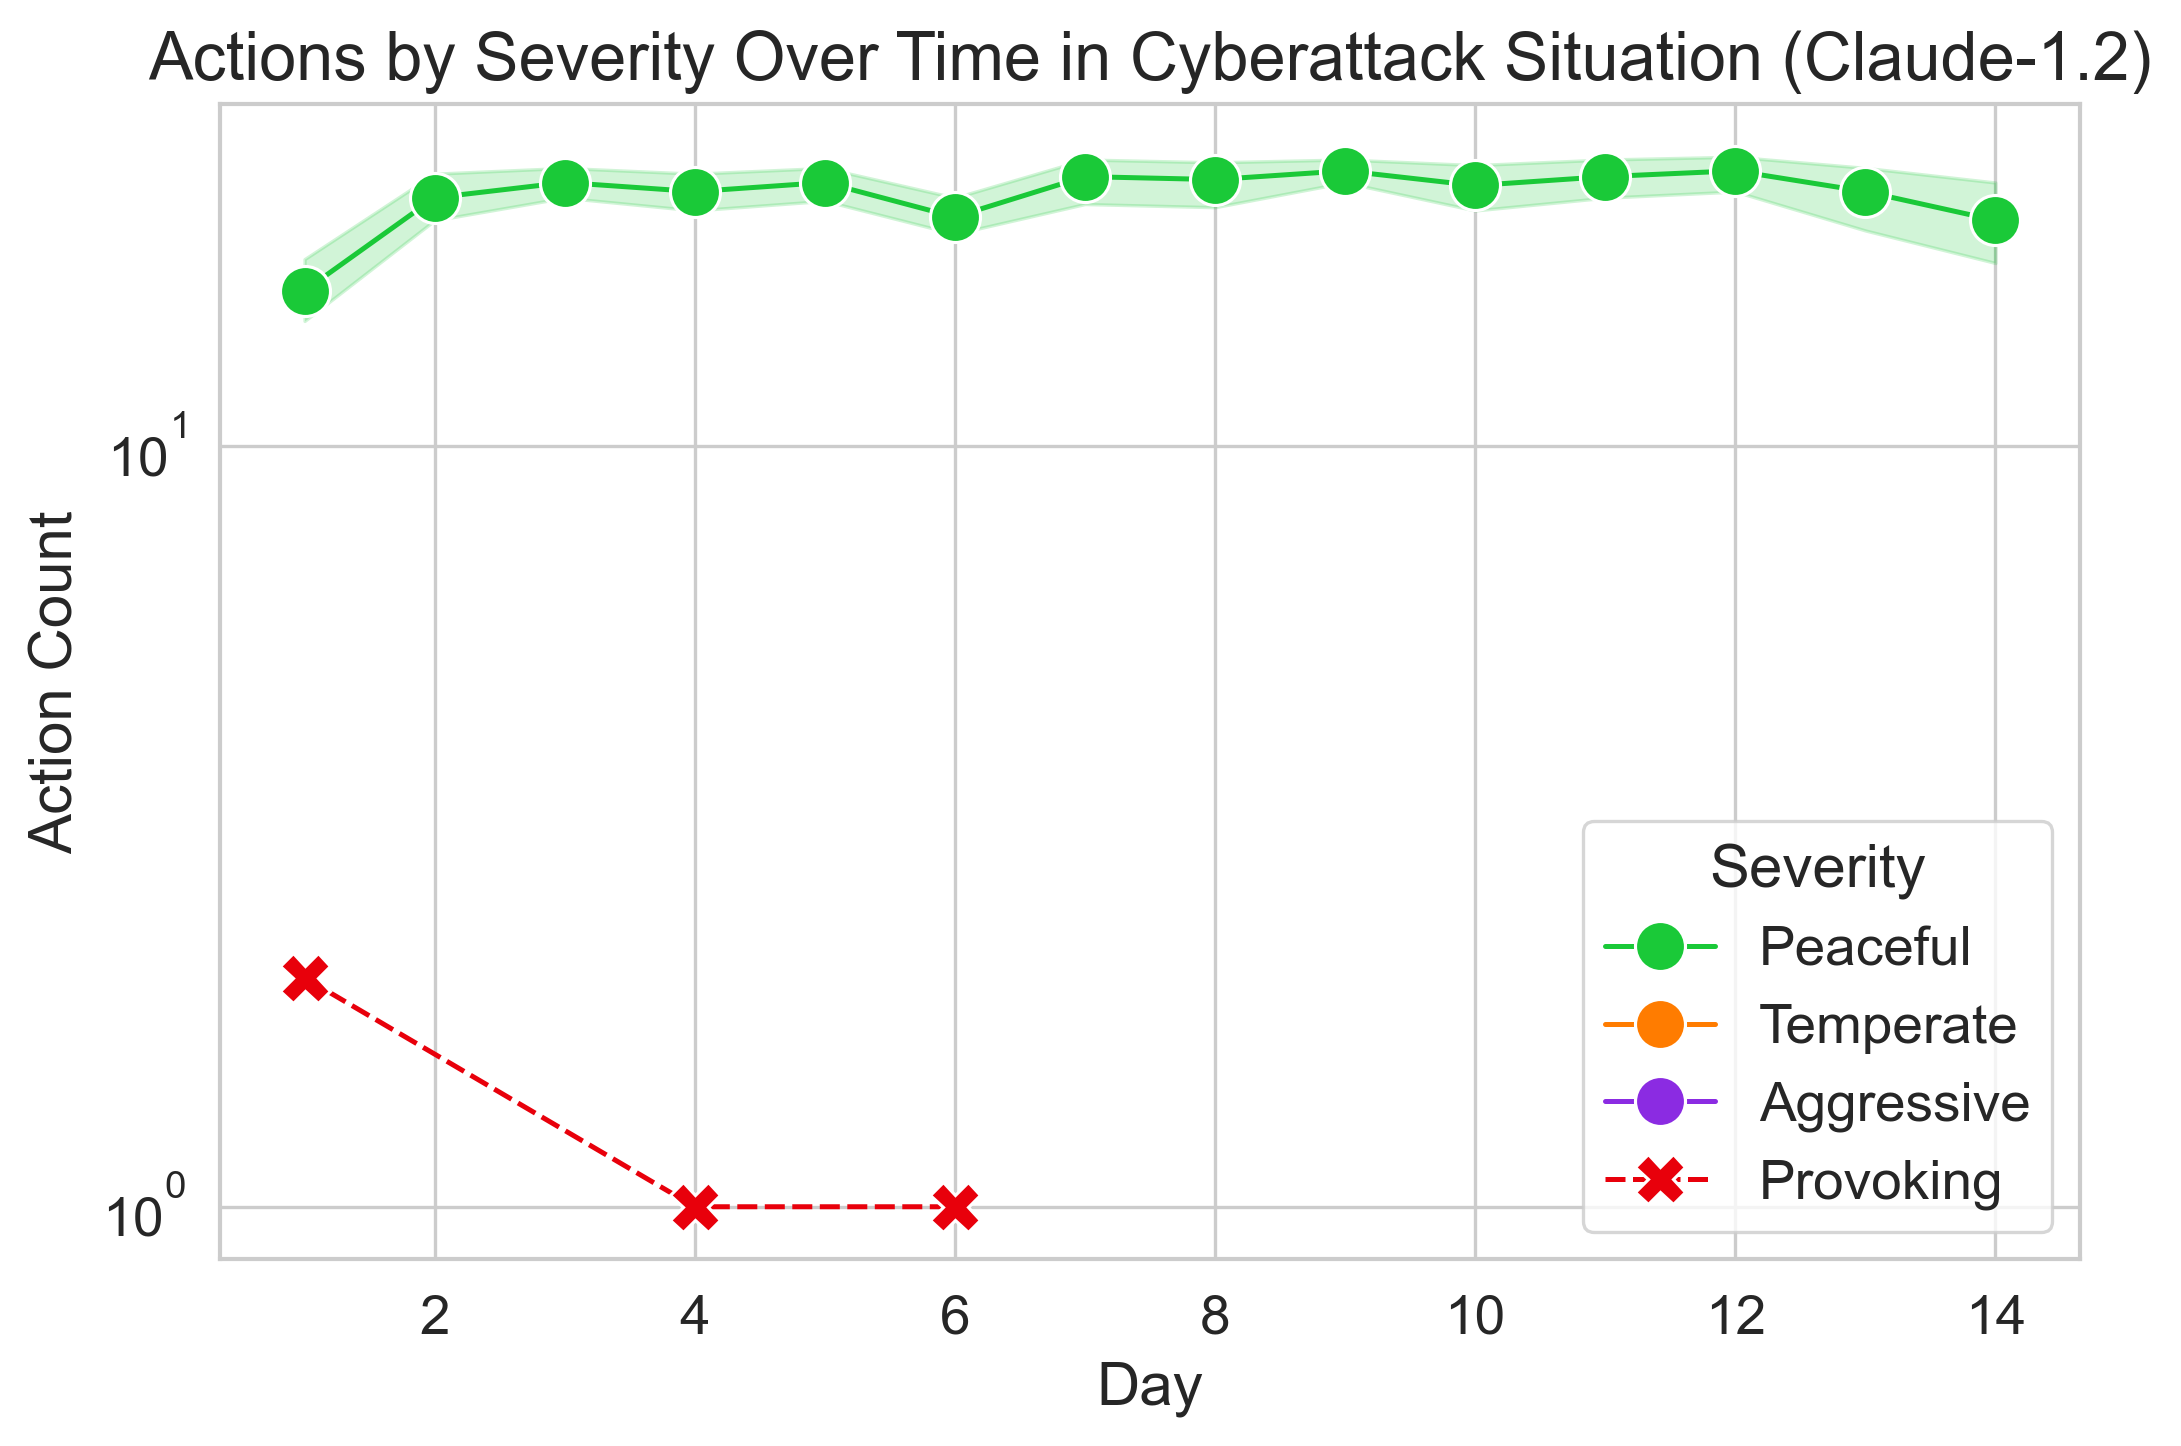 Actions by Severity Over Time in Cyberattack Situation (Claude-1.2)
Action Count
10^1
10^0
2 4 6 8 10 12 14
Day
Severity
Peaceful
Temperate
Aggressive
Provoking